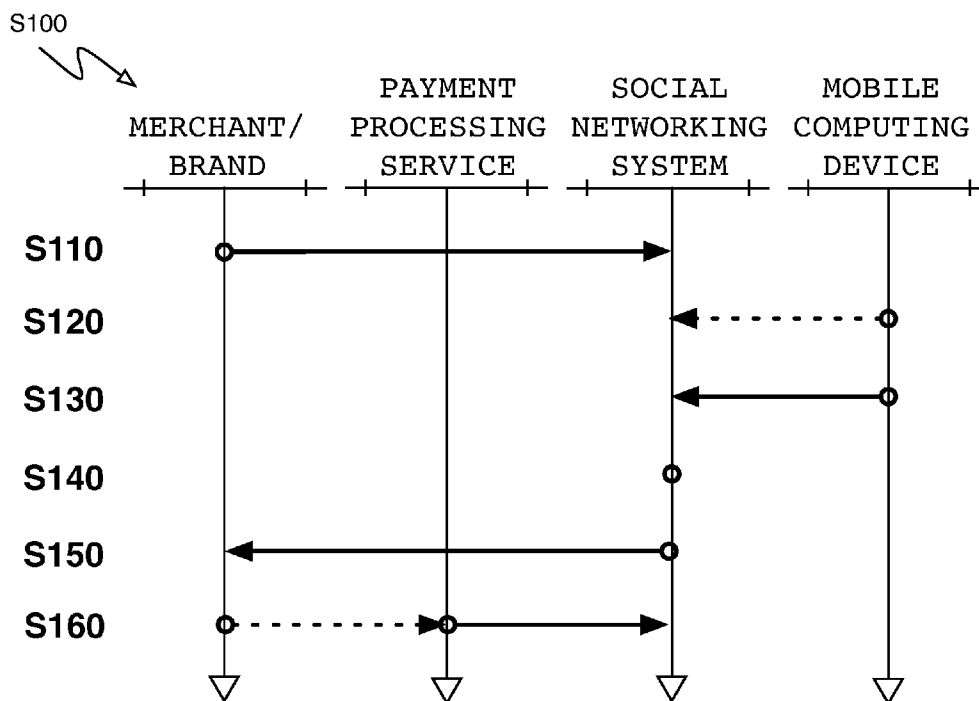 S100
PAYMENT SOCIAL MOBILE
MERCHANT/ PROCESSING NETWORKING COMPUTING
BRAND SERVICE SYSTEM DEVICE
S110
S120
S130
S140
S150
S160